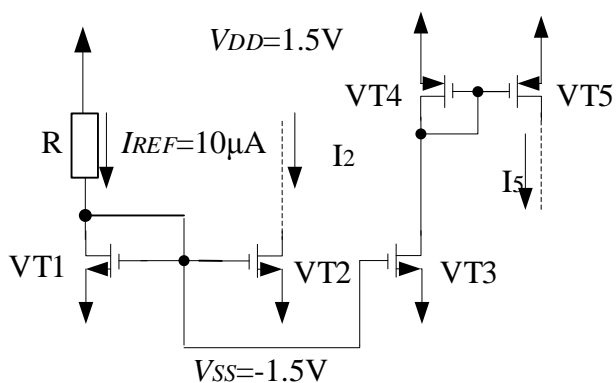 VDD=1.5V
VT4
VT5
R
IREF=10µA
I2
I5
VT1
VT2
VT3
VSS=-1.5V